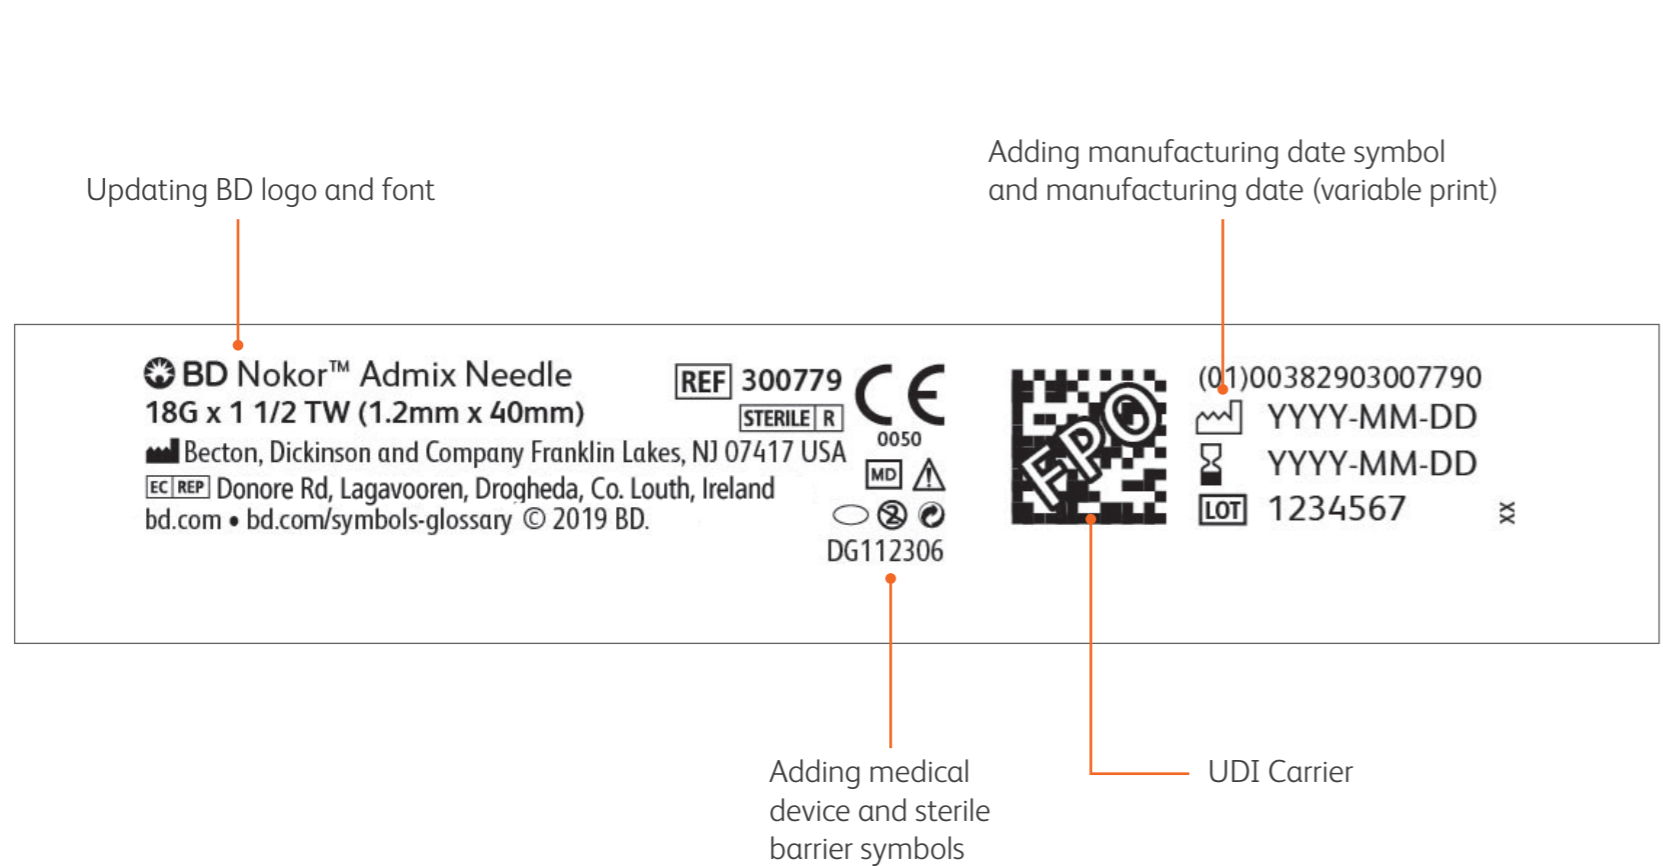 Updating BD logo and font
Adding manufacturing date symbol
and manufacturing date (variable print)
BD Nokor™ Admix Needle
18G x 1 1/2 TW (1.2mm x 40mm)
Becton, Dickinson and Company Franklin Lakes, NJ 07417 USA
EC REP Donore Rd, Lagavooren, Drogheda, Co. Louth, Ireland
bd.com • bd.com/symbols-glossary © 2019 BD.
REF 300779
STERILE R
CE
0050
MD
2
DG112306
FPO
(01)00382903007790
YYYY-MM-DD
YYYY-MM-DD
LOT 1234567
XX
Adding medical
device and sterile
barrier symbols
UDI Carrier